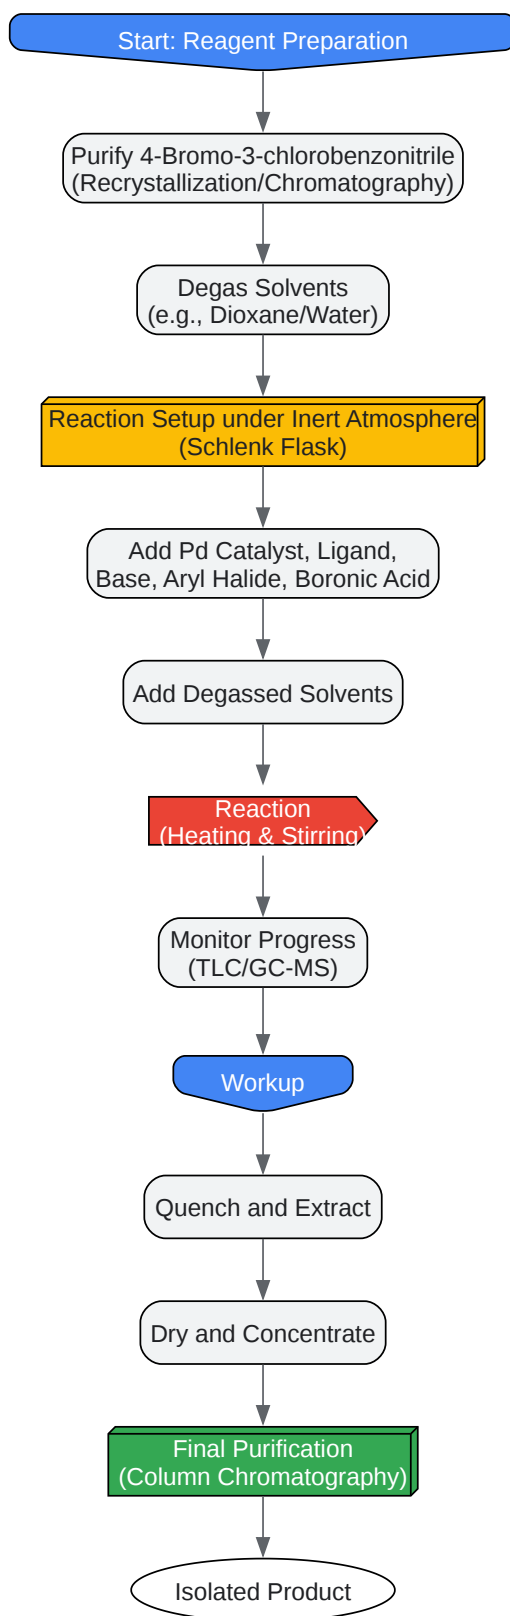 Start: Reagent Preparation
Purify 4-Bromo-3-chlorobenzonitrile
(Recrystallization/Chromatography)
Degas Solvents
(e.g., Dioxane/Water)
Reaction Setup under Inert Atmosphere
(Schlenk Flask)
Add Pd Catalyst, Ligand,
Base, Aryl Halide, Boronic Acid
Add Degassed Solvents
Reaction
(Heating & Stirring)
Monitor Progress
(TLC/GC-MS)
Workup
Quench and Extract
Dry and Concentrate
Final Purification
(Column Chromatography)
Isolated Product